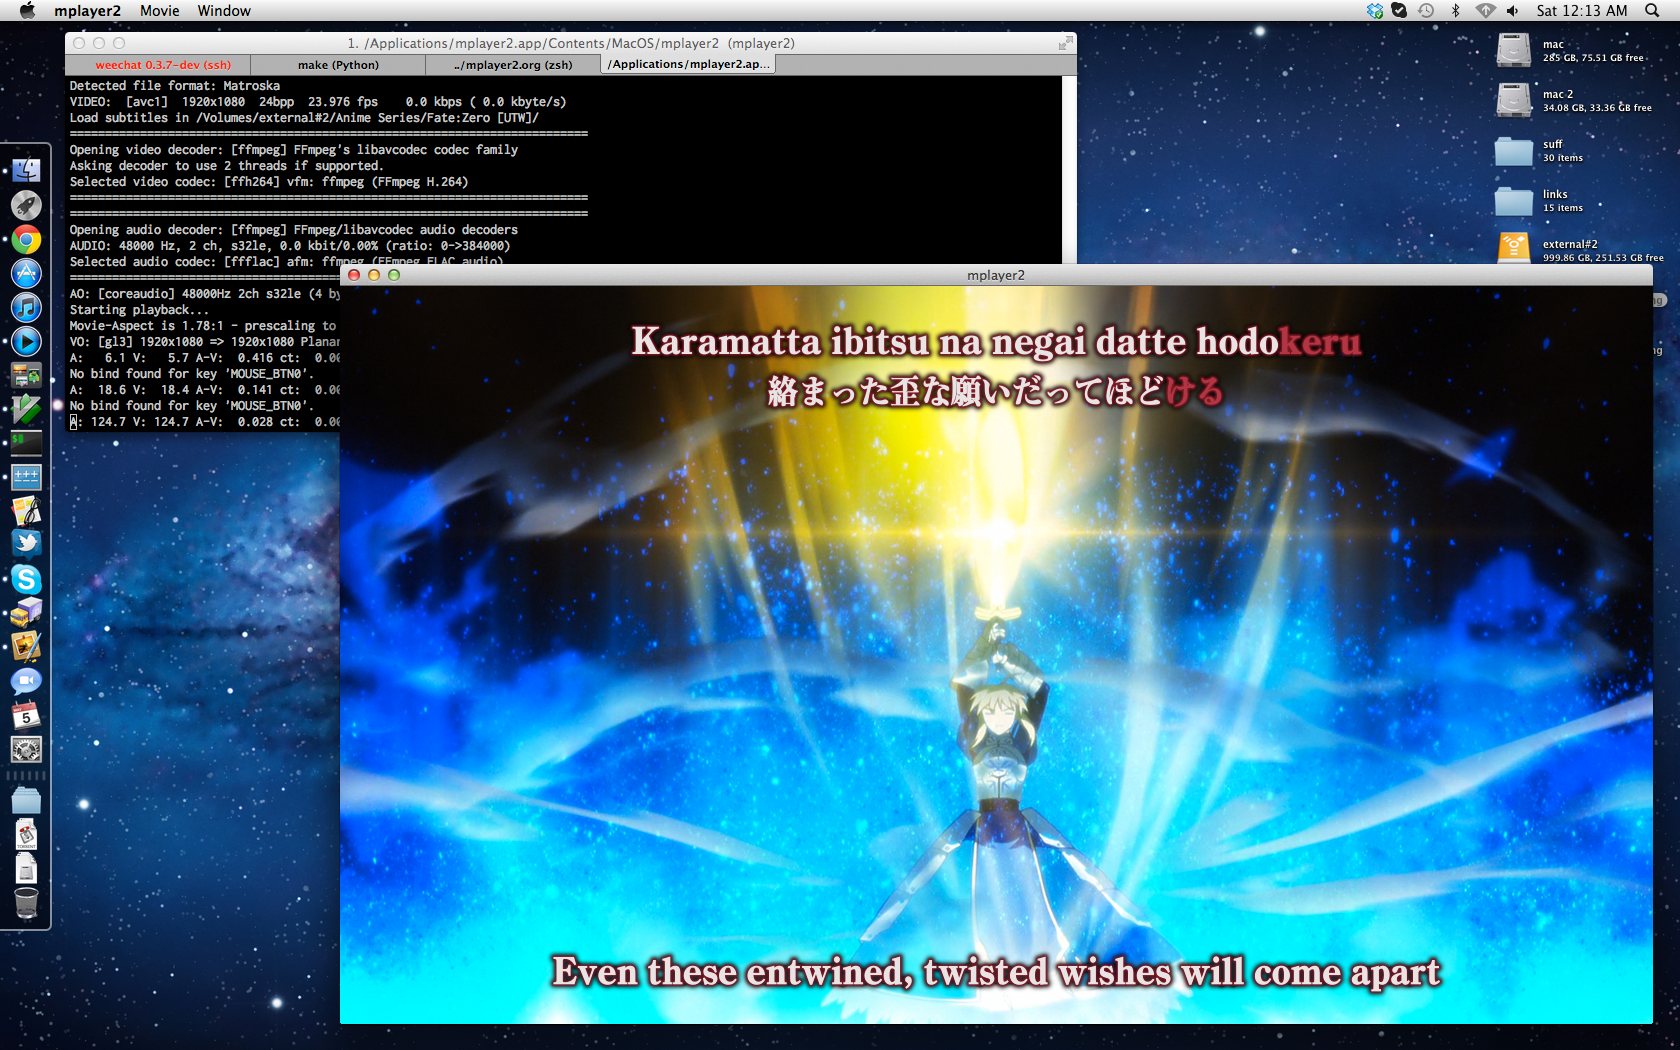 mplayer2 Movie Window
Sat 12:13 AM
1. /Applications/mplayer2.app/Contents/MacOS/mplayer2 (mplayer2)
weechat 0.3.7-dev (ssh)
make (Python)
../mplayer2.org (zsh)
/Applications/mplayer2.ap...
Detected file format: Matroska
VIDEO: [avc1] 1920x1080 24bpp 23.976 fps 0.0 kbps ( 0.0 kbyte/s)
Load subtitles in /Volumes/external#2/Anime Series/Fate:Zero [UTW]/
==========================================================================
Opening video decoder: [ffmpeg] FFmpeg's libavcodec codec family
Asking decoder to use 2 threads if supported.
Selected video codec: [ffh264] vfm: ffmpeg (FFmpeg H.264)
==========================================================================
==========================================================================
Opening audio decoder: [ffmpeg] FFmpeg/libavcodec audio decoders
AUDIO: 48000 Hz, 2 ch, s32le, 0.0 kbit/0.00% (ratio: 0->384000)
Selected audio codec: [ffflac] afm: ffmpeg (FFmpeg FLAC audio)
AO: [coreaudio] 48000Hz 2ch s32le (4 by
Starting playback...
Movie-Aspect is 1.78:1 - prescaling to
VO: [gl3] 1920x1080 => 1920x1080 Planar
A: 6.1 V: 5.7 A-V: 0.416 ct: 0.00
No bind found for key 'MOUSE_BTN0'.
A: 18.6 V: 18.4 A-V: 0.141 ct: 0.00
No bind found for key 'MOUSE_BTN0'.
A: 124.7 V: 124.7 A-V: 0.028 ct: 0.00
mac
285 GB, 75.51 GB free
mac 2
34.08 GB, 33.36 GB free
suff
30 items
links
15 items
external#2
999.86 GB, 251.53 GB free
mplayer2
Karamatta ibitsu na negai datte hodokeru
絡まった歪な願いだってほどける
Even these entwined, twisted wishes will come apart
5